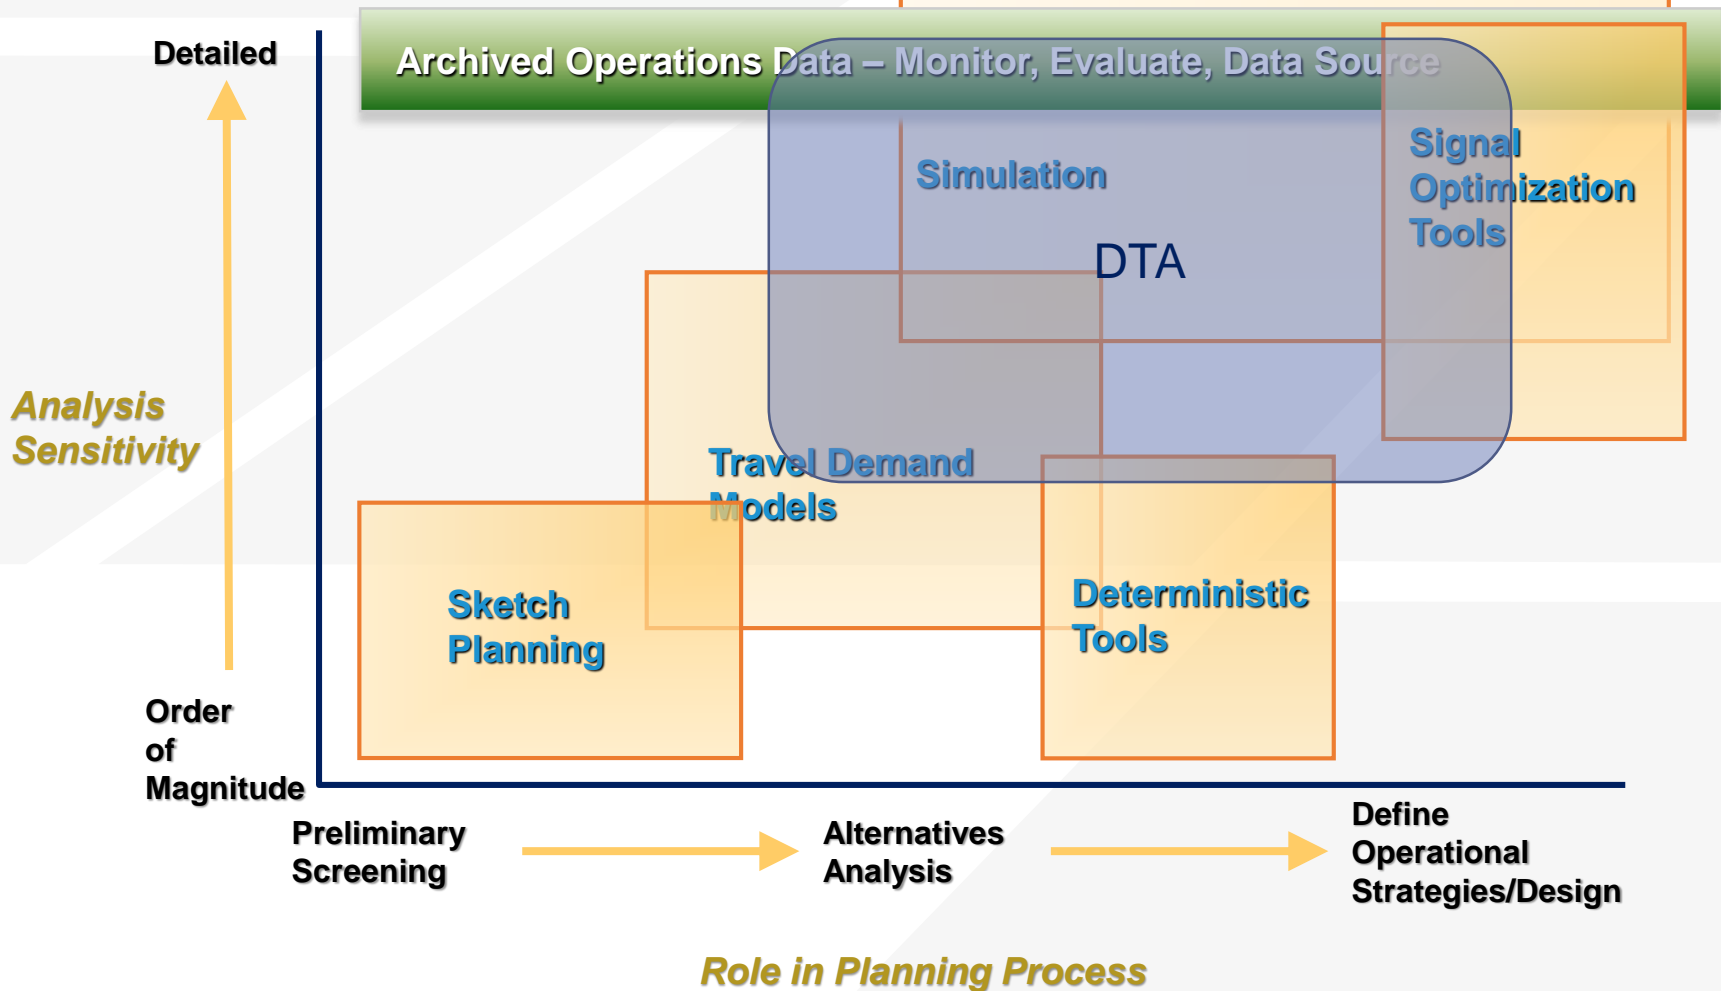 Detailed
Archived Operations Data – Monitor, Evaluate, Data Source
Simulation
Signal
Optimization
Tools
DTA
Analysis
Sensitivity
Travel Demand
Models
Sketch
Planning
Deterministic
Tools
Order
of
Magnitude
Preliminary
Screening
Alternatives
Analysis
Define
Operational
Strategies/Design
Role in Planning Process